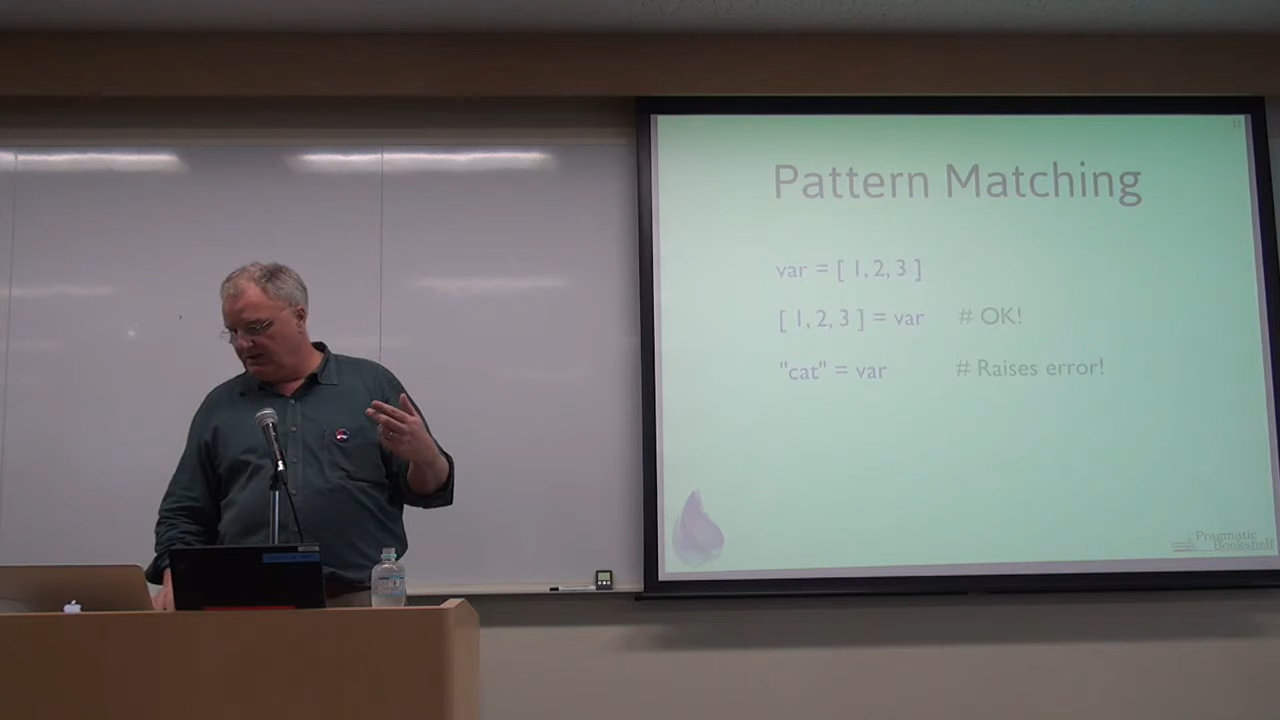 Pattern Matching
var = [ 1, 2, 3 ]
[ 1, 2, 3 ] = var # OK!
"cat" = var # Raises error!
Pragmatic
Bookshelf